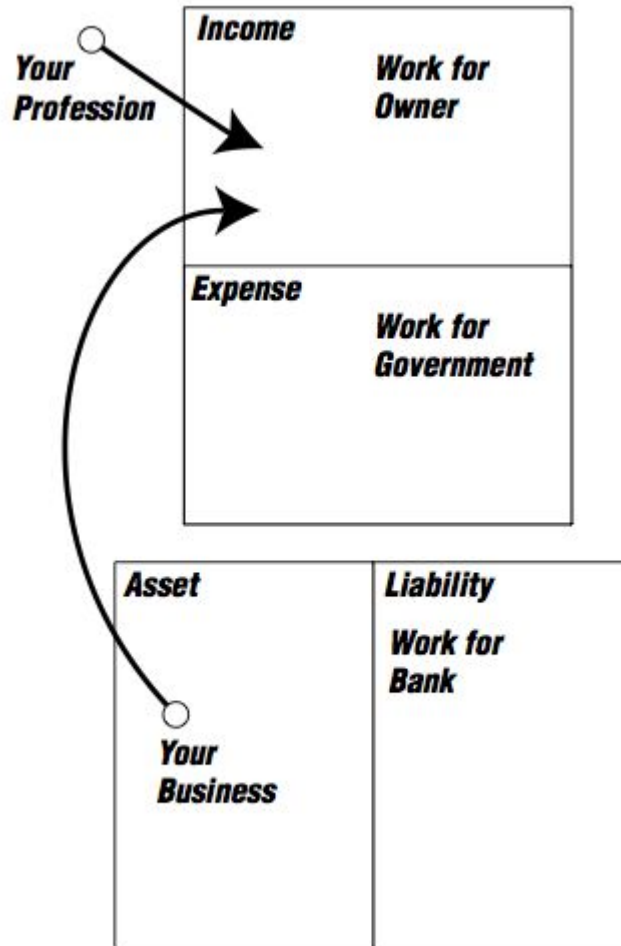 Income
Your
Profession
Work for
Owner
Expense
Work for
Government
Asset
Your
Business
Liability
Work for
Bank